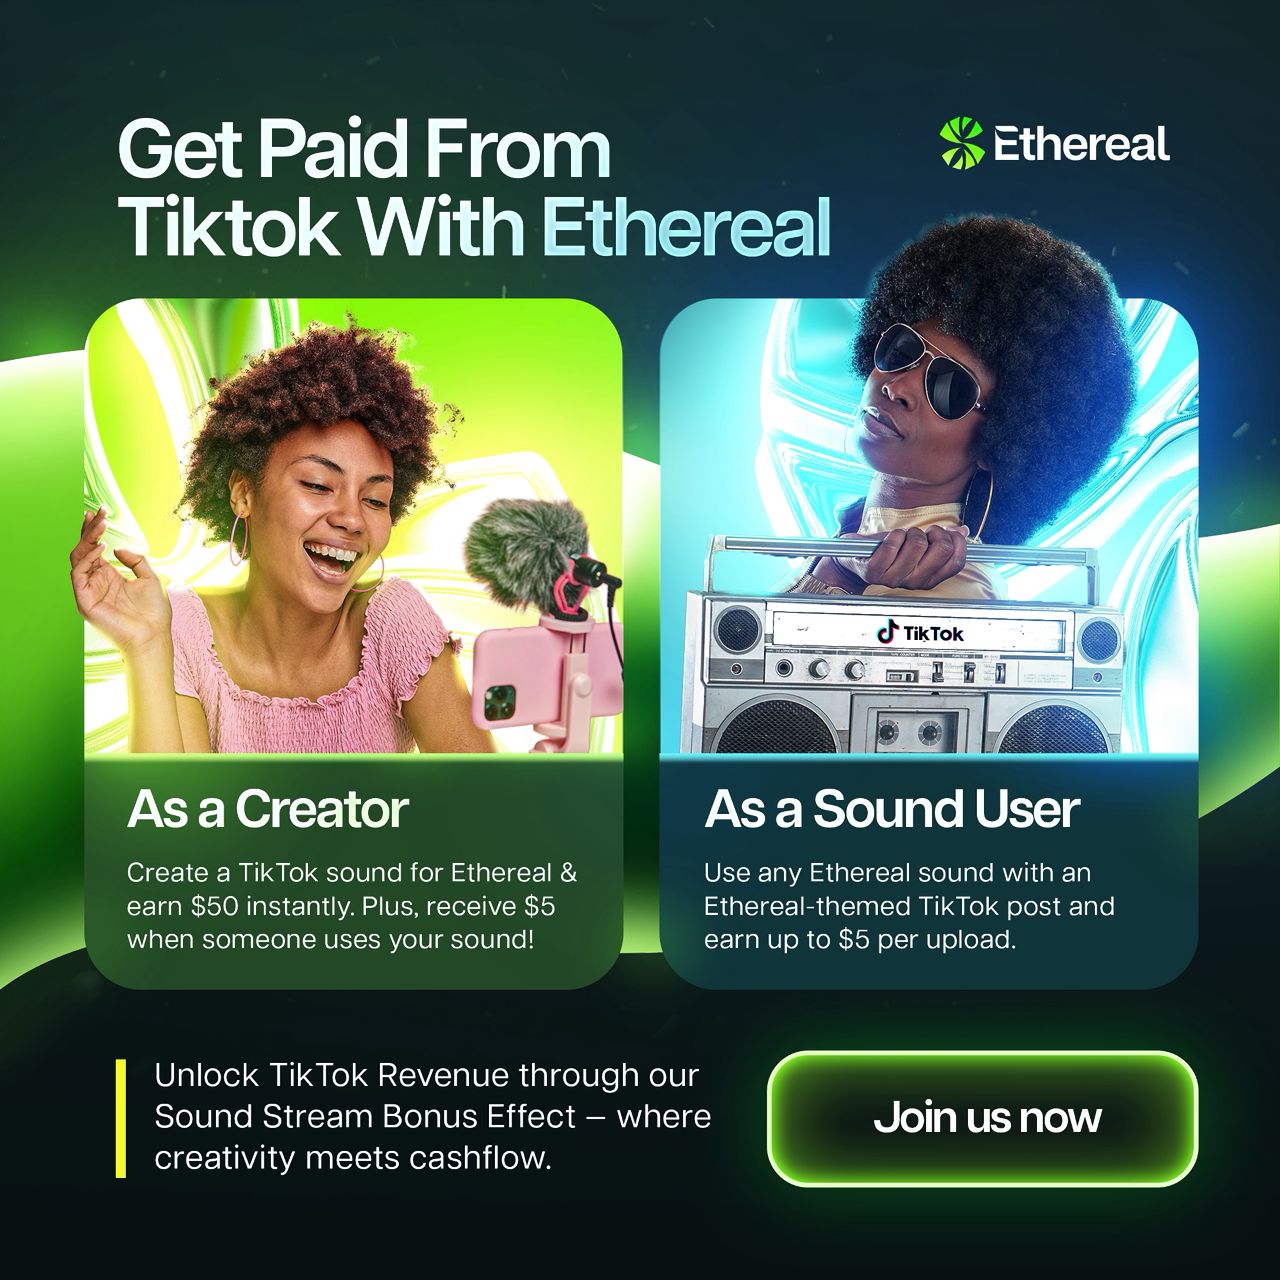 Get Paid From
Tiktok With Ethereal
Ethereal
TikTok
As a Creator
Create a TikTok sound for Ethereal &
earn $50 instantly. Plus, receive $5
when someone uses your sound!
As a Sound User
Use any Ethereal sound with an
Ethereal-themed TikTok post and
earn up to $5 per upload.
Unlock TikTok Revenue through our
Sound Stream Bonus Effect – where
creativity meets cashflow.
Join us now